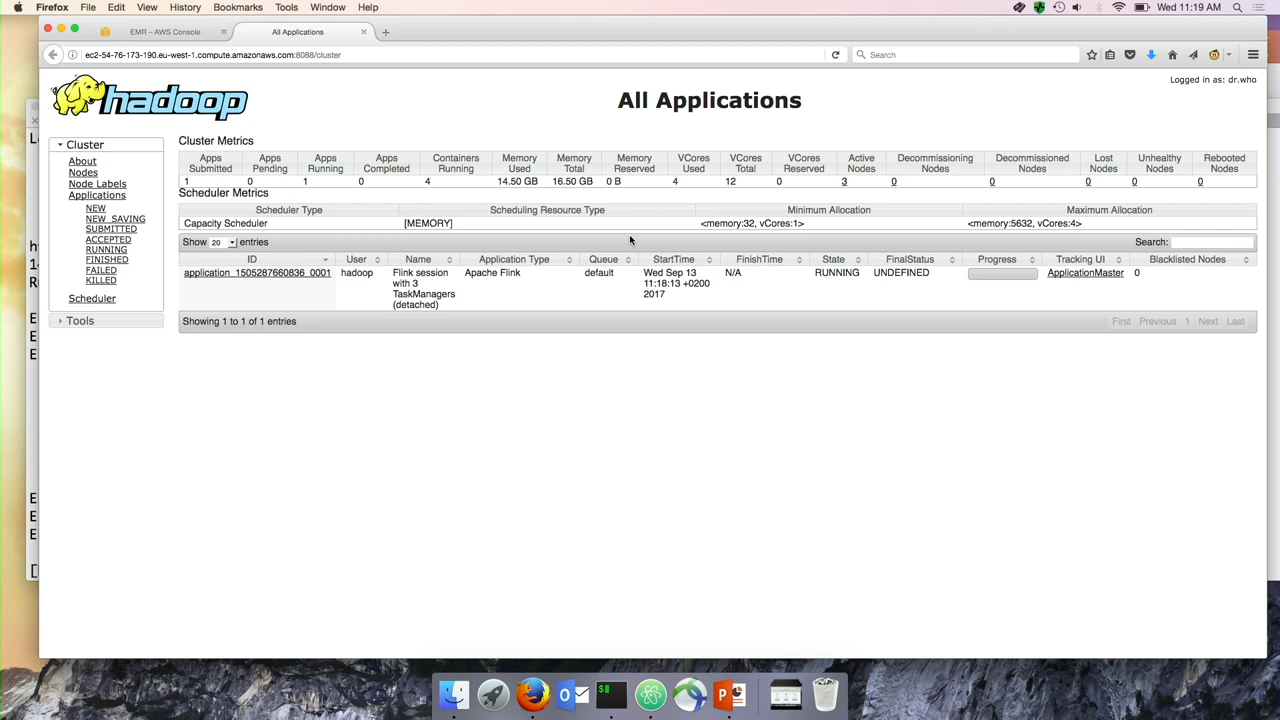 Firefox File Edit View History Bookmarks Tools Window Help Wed 11:19 AM
EMR – AWS Console All Applications
ec2-54-76-173-190.eu-west-1.compute.amazonaws.com:8088/cluster Search
Logged in as: dr.who
hadoop All Applications
Cluster
About
Nodes
Node Labels
Applications
NEW
NEW_SAVING
SUBMITTED
ACCEPTED
RUNNING
FINISHED
FAILED
KILLED
Scheduler
Tools
Cluster Metrics
Apps Submitted Apps Pending Apps Running Apps Completed Containers Running Memory Used Memory Total Memory Reserved VCores Used VCores Total VCores Reserved Active Nodes Decommissioning Nodes Decommissioned Nodes Lost Nodes Unhealthy Nodes Rebooted Nodes
1 0 1 0 4 14.50 GB 16.50 GB 0 B 4 12 0 3 0 0 0 0 0
Scheduler Metrics
Scheduler Type Scheduling Resource Type Minimum Allocation Maximum Allocation
Capacity Scheduler [MEMORY] <memory:32, vCores:1> <memory:5632, vCores:4>
Show 20 entries Search:
ID User Name Application Type Queue StartTime FinishTime State FinalStatus Progress Tracking UI Blacklisted Nodes
application_1505287660836_0001 hadoop Flink session with 3 TaskManagers (detached) Apache Flink default Wed Sep 13 11:18:13 +0200 2017 N/A RUNNING UNDEFINED ApplicationMaster 0
Showing 1 to 1 of 1 entries First Previous 1 Next Last